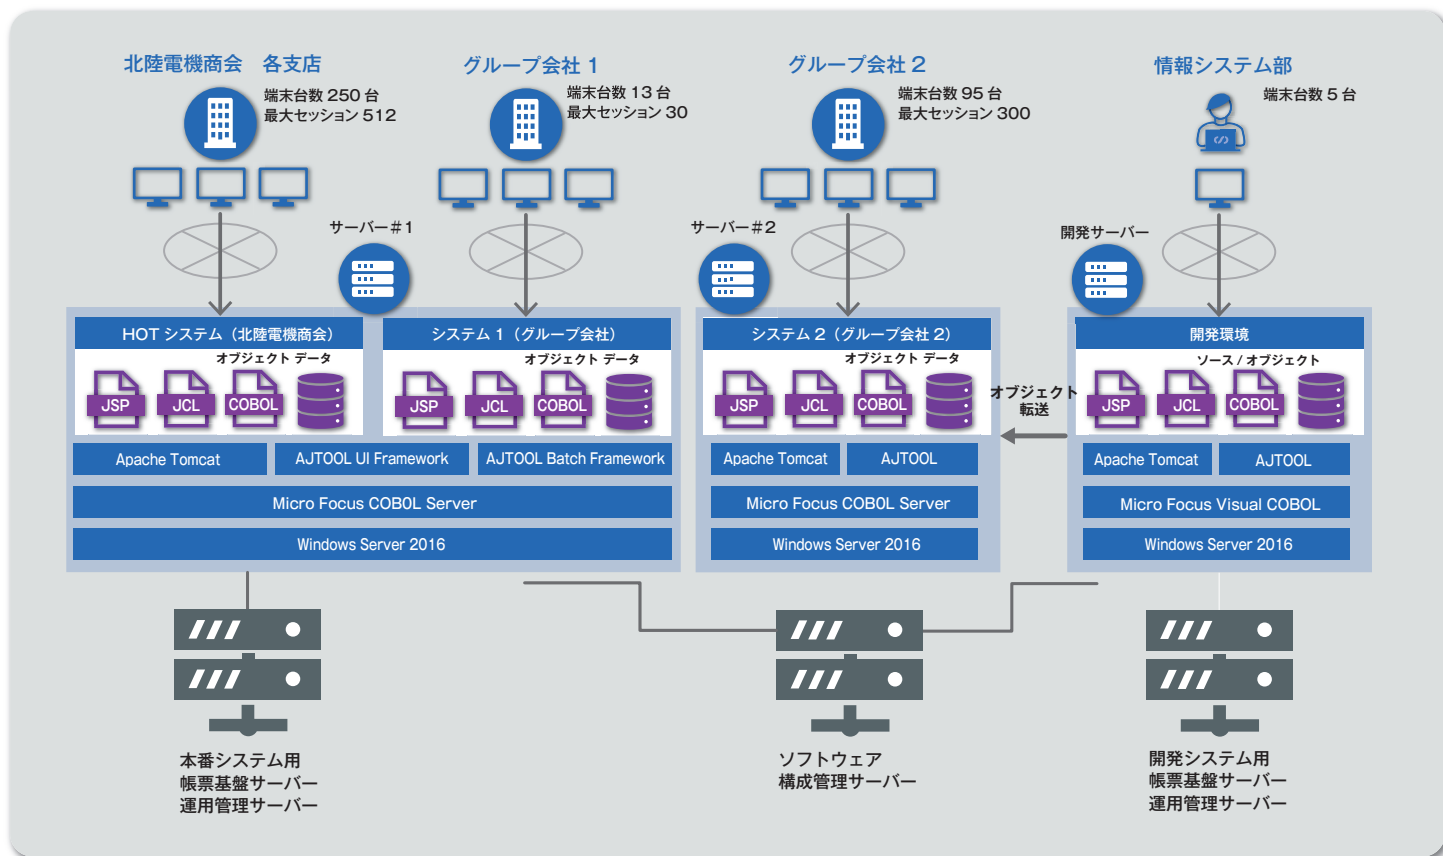 北陸電機商会　各支店
端末台数 250 台
最大セッション 512
グループ会社 1
端末台数 13 台
最大セッション 30
グループ会社 2
端末台数 95 台
最大セッション 300
情報システム部
端末台数 5 台
サーバー＃1
サーバー＃2
開発サーバー
HOT システム（北陸電機商会）
オブジェクト データ
JSP
JCL
COBOL
システム 1（グループ会社）
オブジェクト データ
JSP
JCL
COBOL
システム 2（グループ会社 2）
オブジェクト データ
JSP
JCL
COBOL
オブジェクト
転送
開発環境
ソース / オブジェクト
JSP
JCL
COBOL
Apache Tomcat
AJTOOL UI Framework
AJTOOL Batch Framework
Micro Focus COBOL Server
Windows Server 2016
Apache Tomcat
AJTOOL
Micro Focus COBOL Server
Windows Server 2016
Apache Tomcat
AJTOOL
Micro Focus Visual COBOL
Windows Server 2016
本番システム用
帳票基盤サーバー
運用管理サーバー
ソフトウェア
構成管理サーバー
開発システム用
帳票基盤サーバー
運用管理サーバー